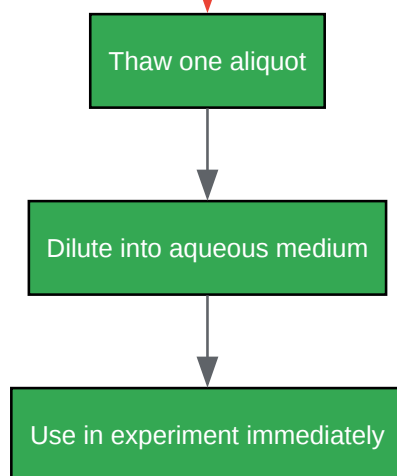 Thaw one aliquot
Dilute into aqueous medium
Use in experiment immediately